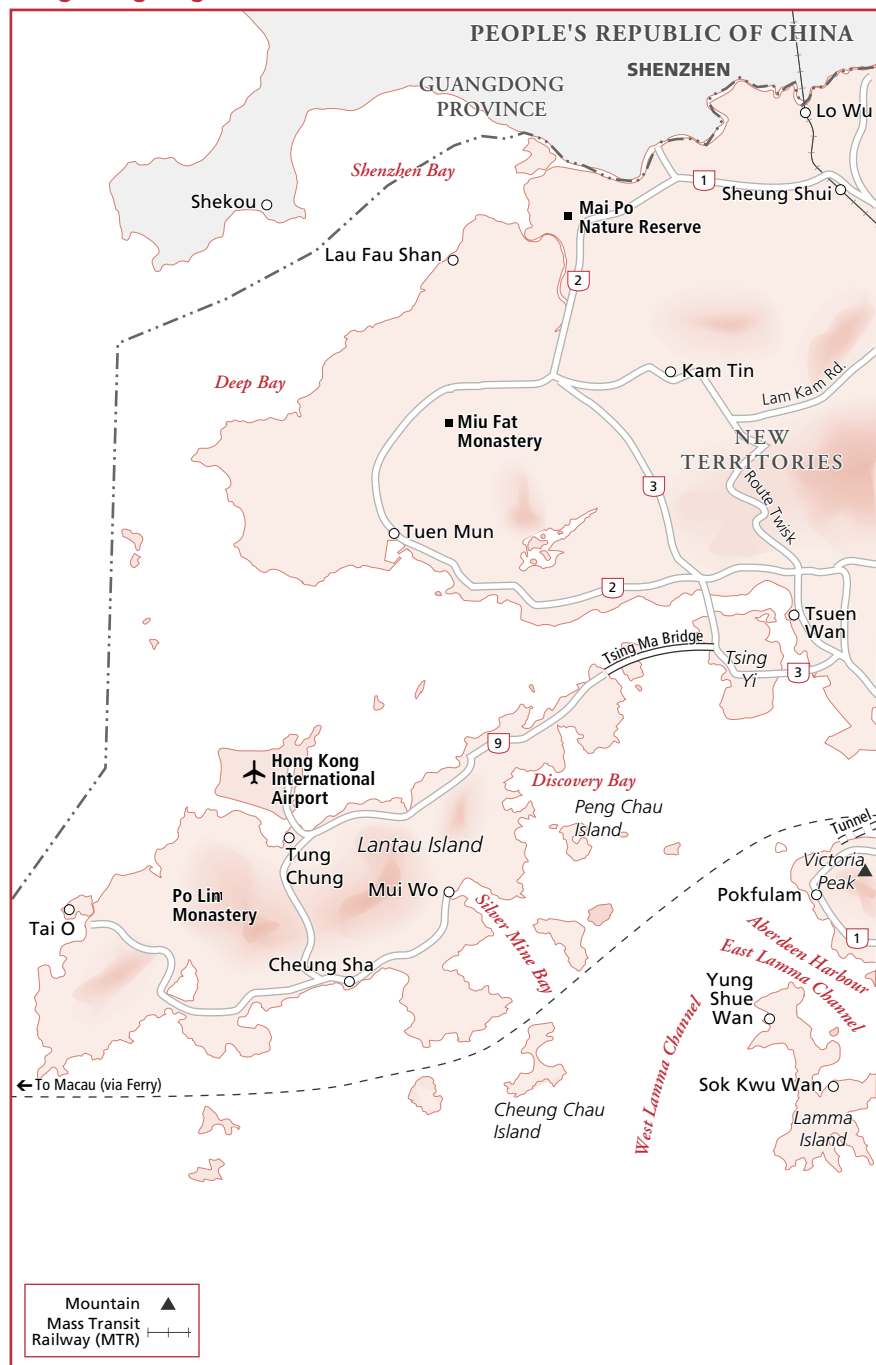 PEOPLE'S REPUBLIC OF CHINA
SHENZHEN
GUANGDONG
PROVINCE
Lo Wu
Shenzhen Bay
1
Sheung Shui
Shekou
Mai Po
Nature Reserve
Lau Fau Shan
2
Deep Bay
Kam Tin
Lam Kam Rd.
Miu Fat
Monastery
NEW
TERRITORIES
3
Route Twisk
Tuen Mun
2
Tsuen
Wan
Tsing Ma Bridge
Tsing
Yi
3
9
Hong Kong
International
Airport
Discovery Bay
Peng Chau
Island
Tunnel
Lantau Island
Tung
Chung
Victoria
Peak
Mui Wo
Pokfulam
Po Lin
Monastery
Silver Mine Bay
Tai O
Aberdeen Harbour
1
East Lamma Channel
Cheung Sha
Yung
Shue
Wan
West Lamma Channel
To Macau (via Ferry)
Sok Kwu Wan
Cheung Chau
Island
Lamma
Island
Mountain
Mass Transit
Railway (MTR)